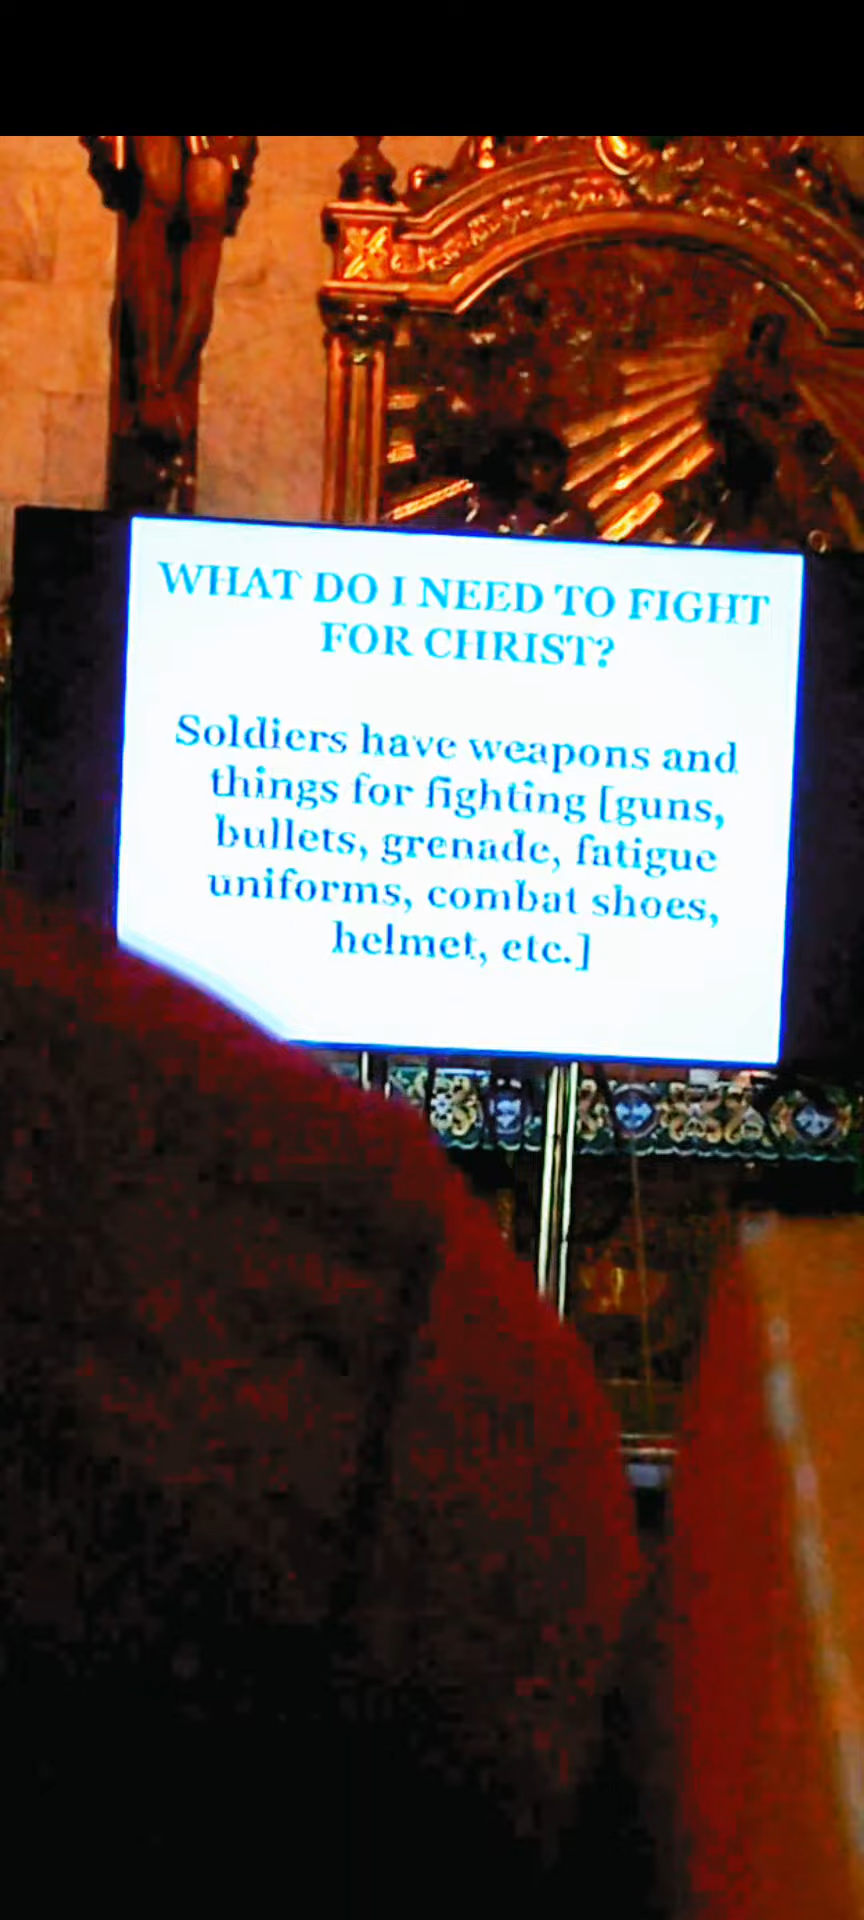 WHAT DO I NEED TO FIGHT
FOR CHRIST?
Soldiers have weapons and
things for fighting [guns,
bullets, grenade, fatigue
uniforms, combat shoes,
helmet, etc.]